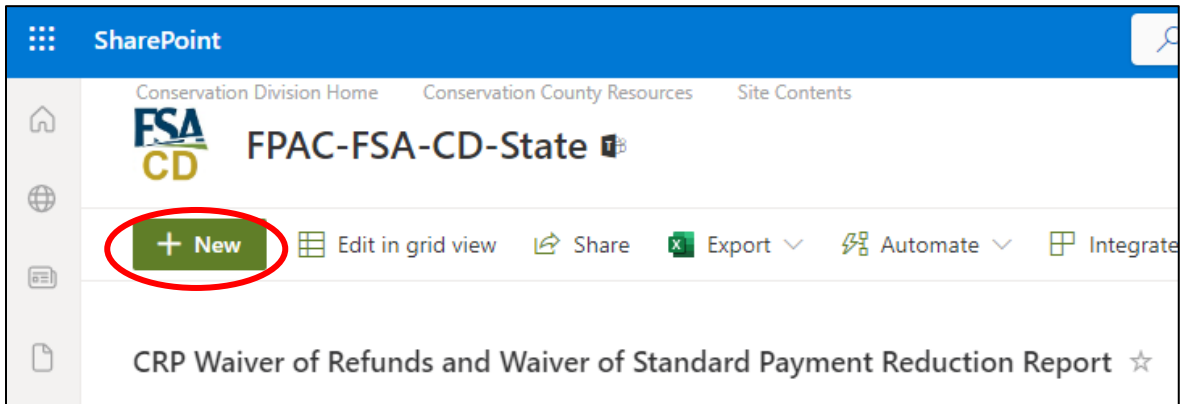 SharePoint
Conservation Division Home Conservation County Resources Site Contents
FSA
CD
FPAC-FSA-CD-State
+ New Edit in grid view Share Export Automate Integrate
CRP Waiver of Refunds and Waiver of Standard Payment Reduction Report